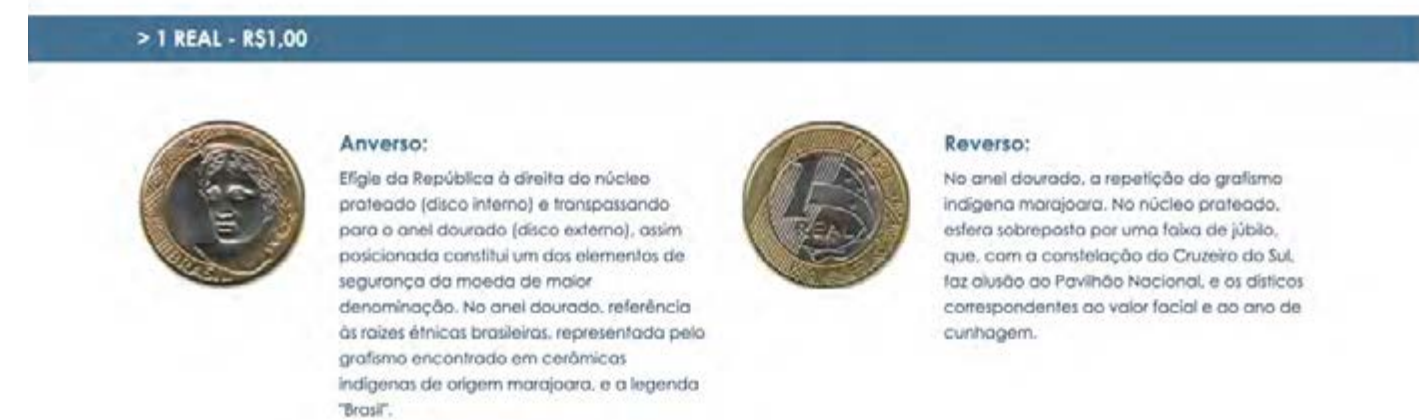 > 1 REAL - R$1,00
Anverso:
Efígie da República à direita do núcleo
prateado (disco interno) e transpassando
para o anel dourado (disco externo), assim
posicionada constitui um dos elementos de
segurança da moeda de maior
denominação. No anel dourado, referência
às raízes étnicas brasileiras, representada pelo
grafismo encontrado em cerâmicas
indígenas de origem marajoara, e a legenda
"Brasil".
BRASIL
1
REAL
Reverso:
No anel dourado, a repetição do grafismo
indígena marajoara. No núcleo prateado,
esfera sobreposta por uma faixa de júbilo,
que, com a constelação do Cruzeiro do Sul,
faz alusão ao Pavilhão Nacional, e os dísticos
correspondentes ao valor facial e ao ano de
cunhagem.